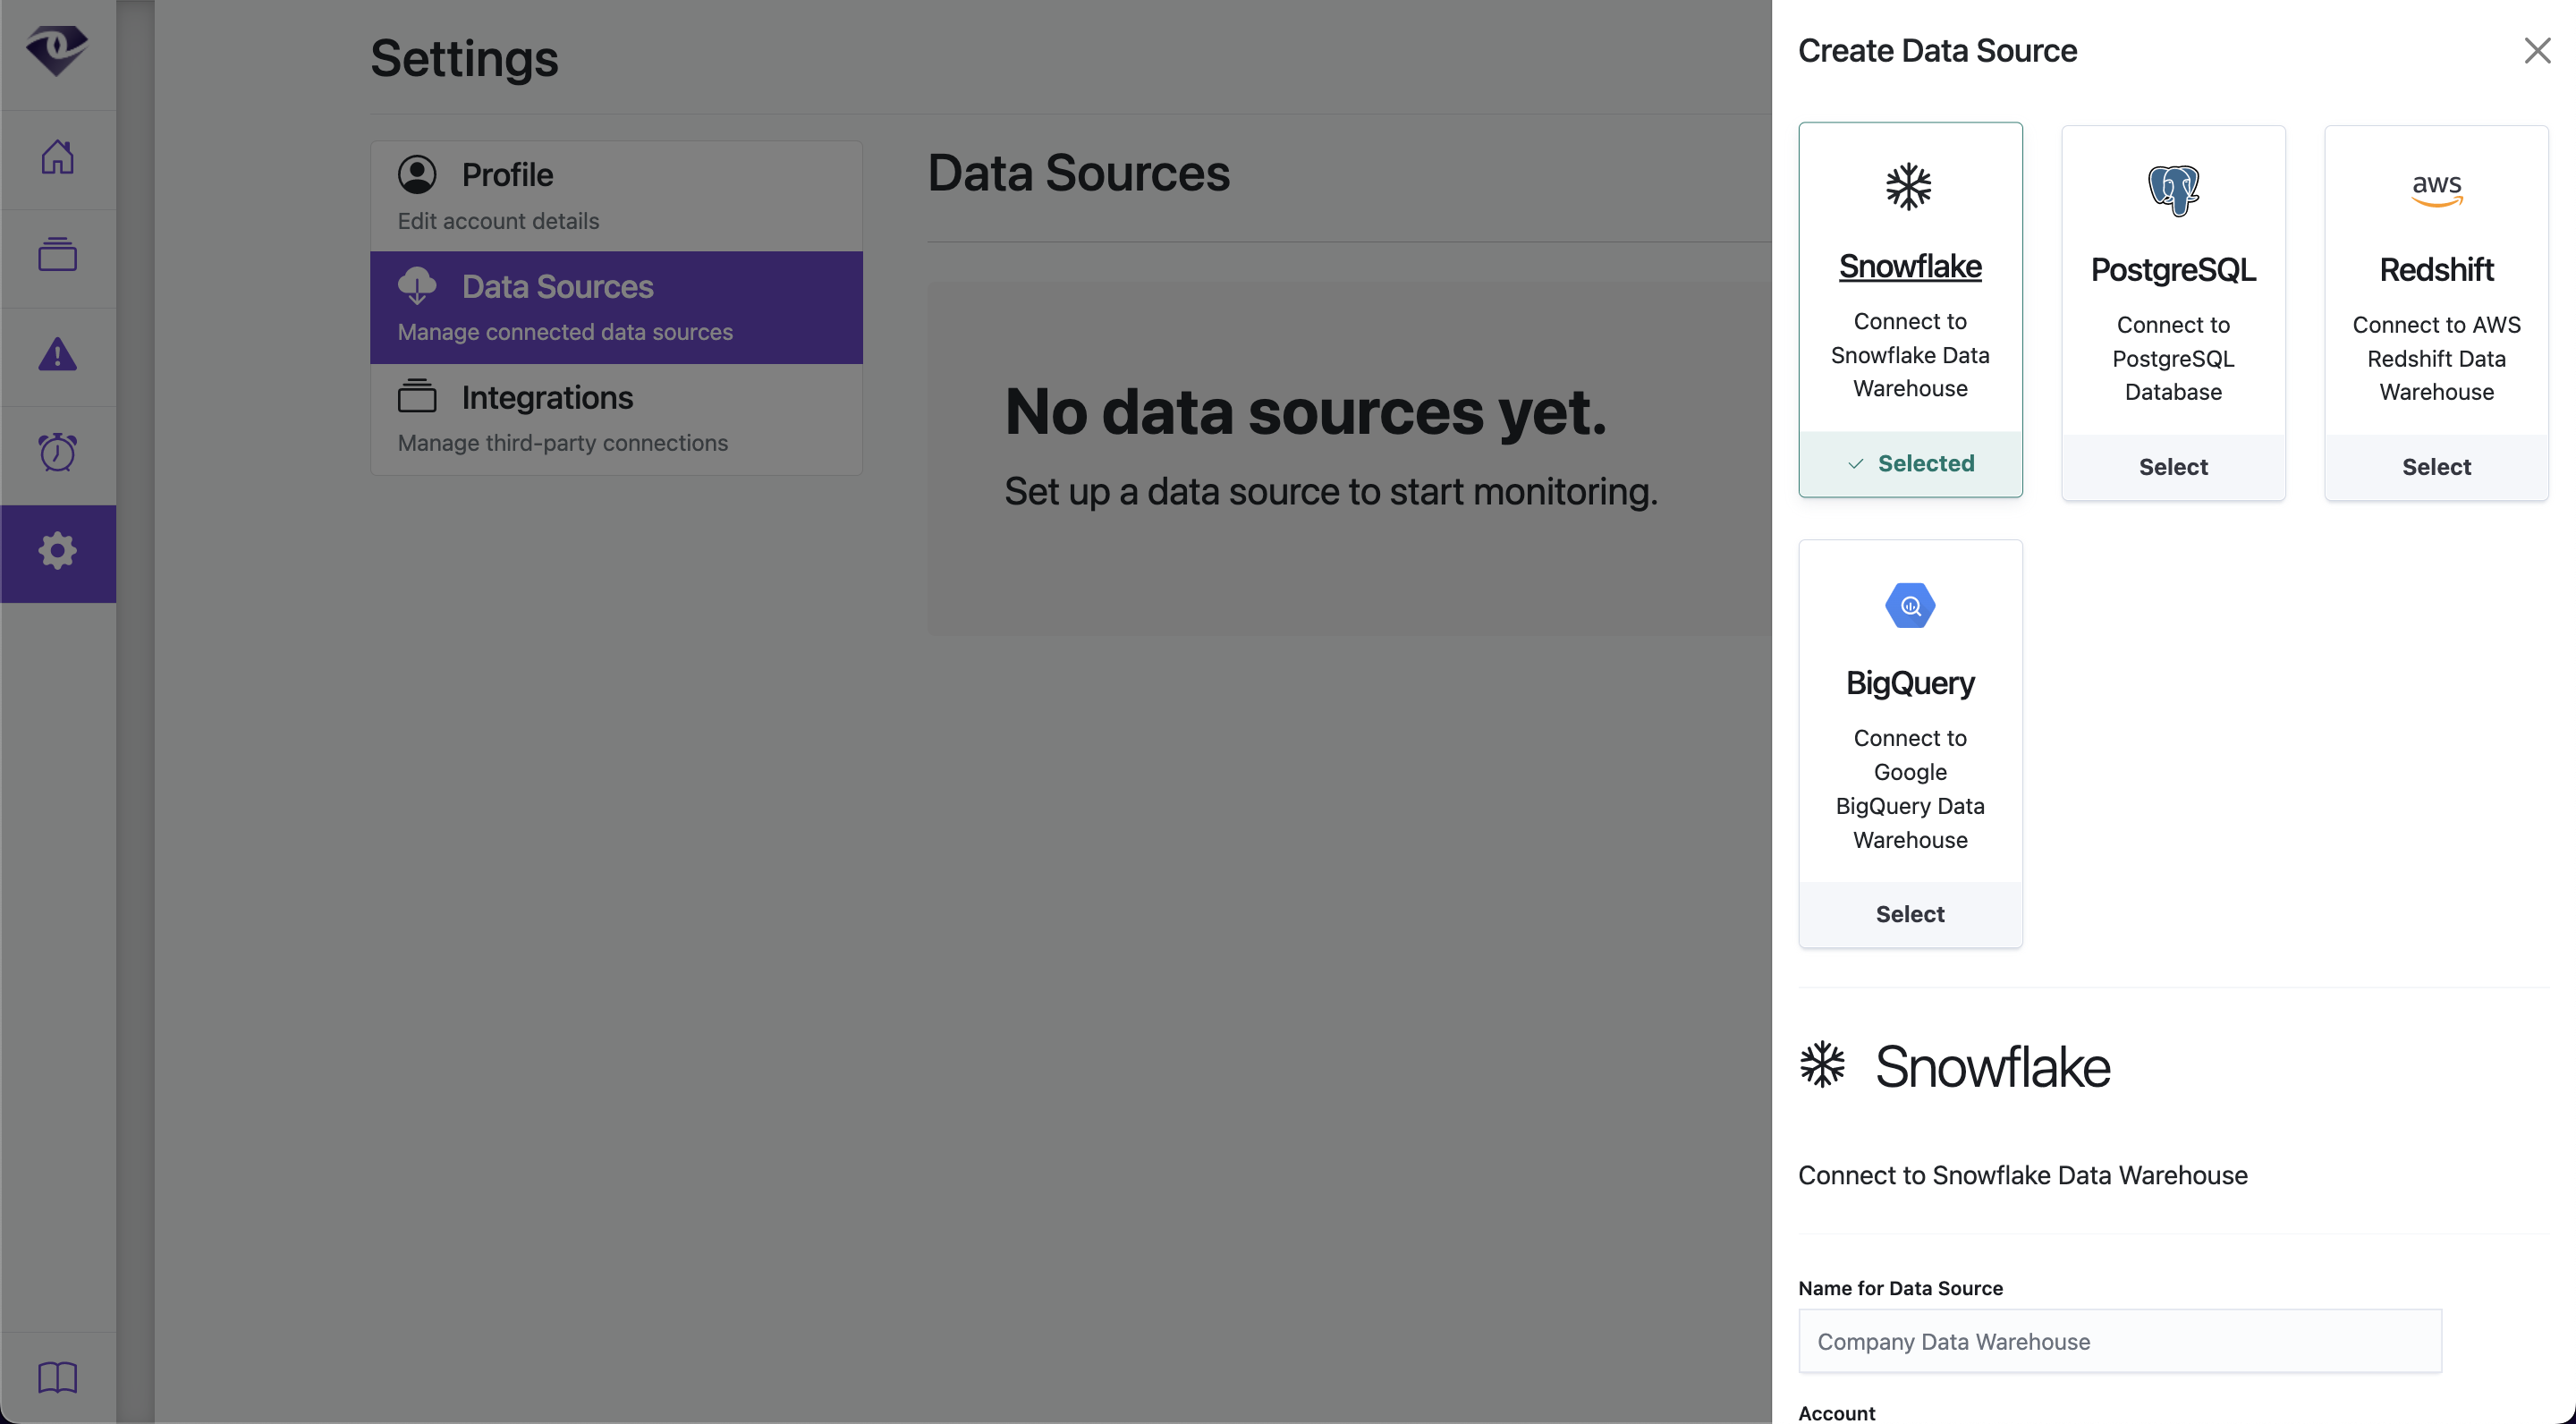 Settings
Profile
Edit account details
Data Sources
Manage connected data sources
Integrations
Manage third-party connections
Data Sources
No data sources yet.
Set up a data source to start monitoring.
Create Data Source
Snowflake
Connect to
Snowflake Data
Warehouse
Selected
PostgreSQL
Connect to
PostgreSQL
Database
Select
aws
Redshift
Connect to AWS
Redshift Data
Warehouse
Select
BigQuery
Connect to
Google
BigQuery Data
Warehouse
Select
Snowflake
Connect to Snowflake Data Warehouse
Name for Data Source
Company Data Warehouse
Account